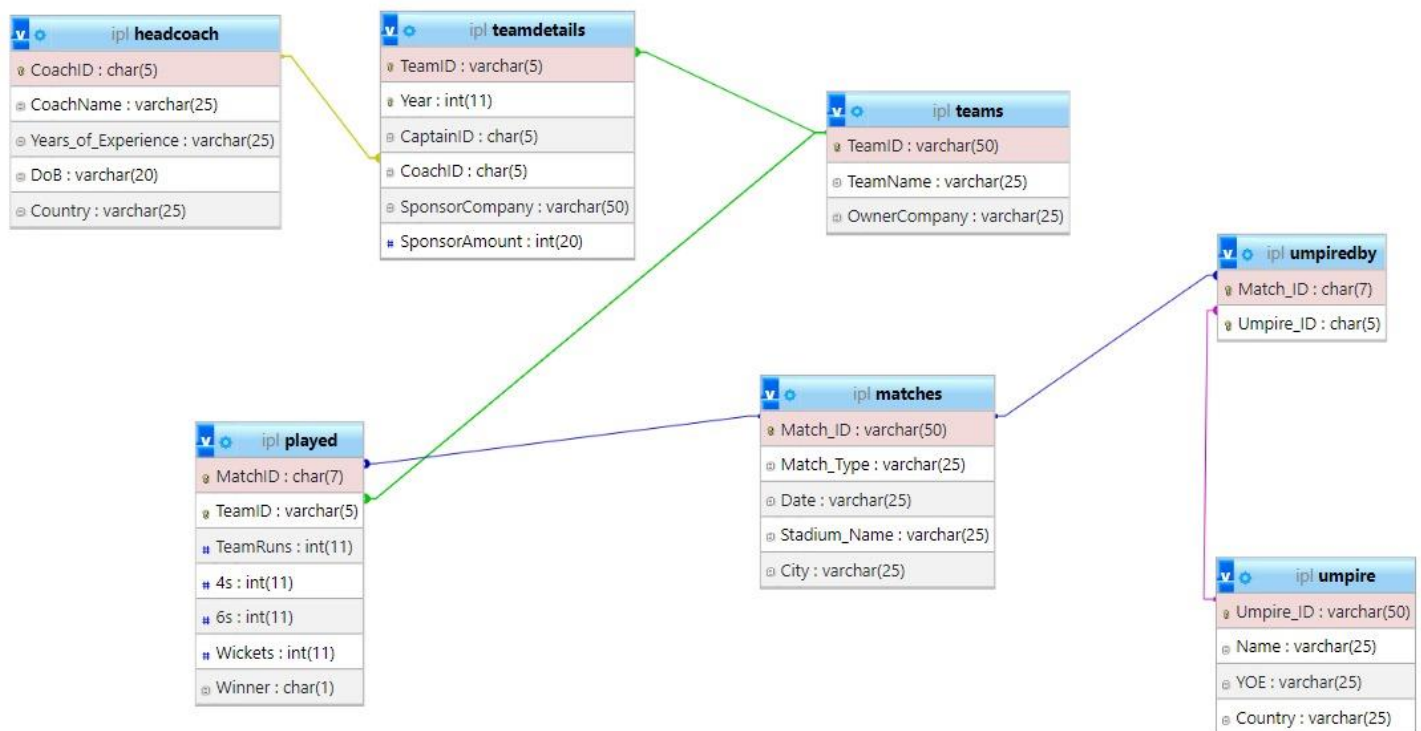 v ipl headcoach
CoachID : char(5)
CoachName : varchar(25)
Years_of_Experience : varchar(25)
DoB : varchar(20)
Country : varchar(25)
v ipl teamdetails
TeamID : varchar(5)
Year : int(11)
CaptainID : char(5)
CoachID : char(5)
SponsorCompany : varchar(50)
# SponsorAmount : int(20)
v ipl teams
TeamID : varchar(50)
TeamName : varchar(25)
OwnerCompany : varchar(25)
v ipl umpiredby
Match_ID : char(7)
Umpire_ID : char(5)
v ipl matches
Match_ID : varchar(50)
Match_Type : varchar(25)
Date : varchar(25)
Stadium_Name : varchar(25)
City : varchar(25)
v ipl played
MatchID : char(7)
TeamID : varchar(5)
# TeamRuns : int(11)
# 4s : int(11)
# 6s : int(11)
# Wickets : int(11)
Winner : char(1)
v ipl umpire
Umpire_ID : varchar(50)
Name : varchar(25)
YOE : varchar(25)
Country : varchar(25)